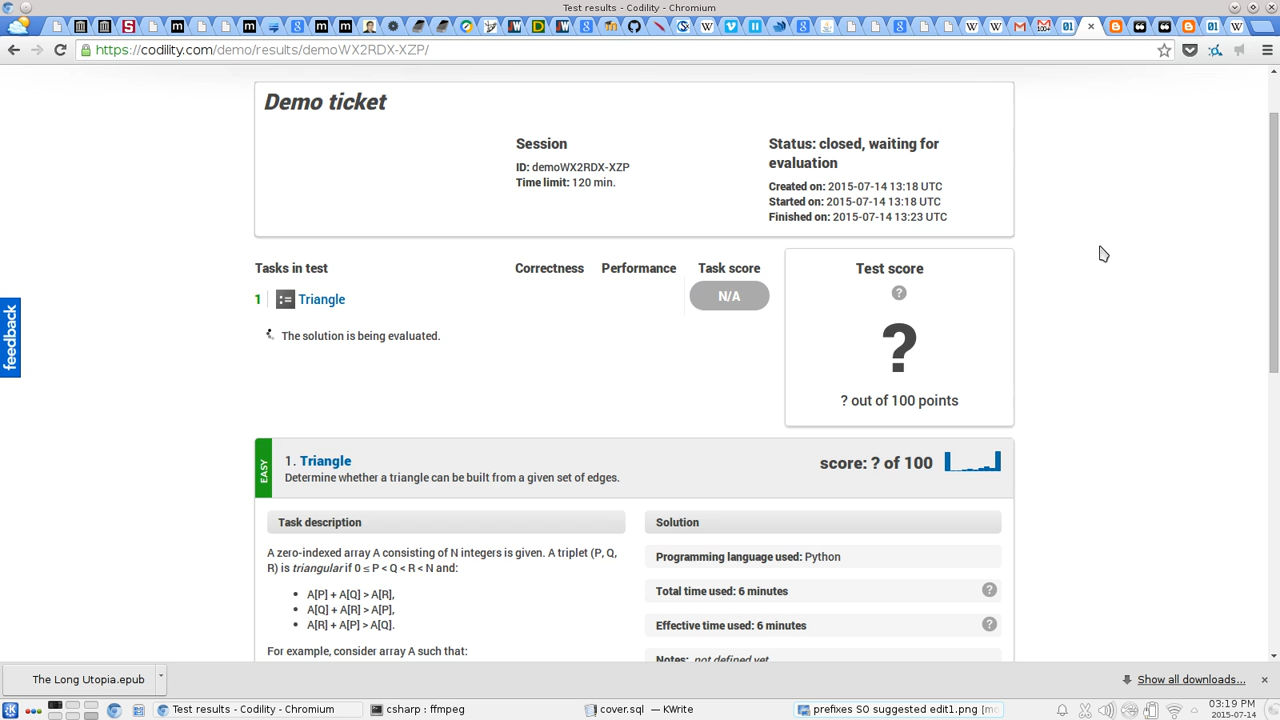 Test results - Codility - Chromium
100+
https://codility.com/demo/results/demoWX2RDX-XZP/
Demo ticket
Session
ID: demoWX2RDX-XZP
Time limit: 120 min.
Status: closed, waiting for
evaluation
Created on: 2015-07-14 13:18 UTC
Started on: 2015-07-14 13:18 UTC
Finished on: 2015-07-14 13:23 UTC
Tasks in test
Correctness
Performance
Task score
1
:=
Triangle
N/A
The solution is being evaluated.
Test score
?
?
? out of 100 points
feedback
EASY
1. Triangle
Determine whether a triangle can be built from a given set of edges.
score: ? of 100
Task description
A zero-indexed array A consisting of N integers is given. A triplet (P, Q,
R) is triangular if 0 ≤ P < Q < R < N and:
• A[P] + A[Q] > A[R],
• A[Q] + A[R] > A[P],
• A[R] + A[P] > A[Q].
For example, consider array A such that:
Solution
Programming language used: Python
Total time used: 6 minutes
?
Effective time used: 6 minutes
?
Notes: not defined yet
The Long Utopia.epub
Show all downloads...
Test results - Codility - Chromium
csharp : ffmpeg
cover.sql — KWrite
prefixes SO suggested edit1.png [mo
03:19 PM
2015-07-14